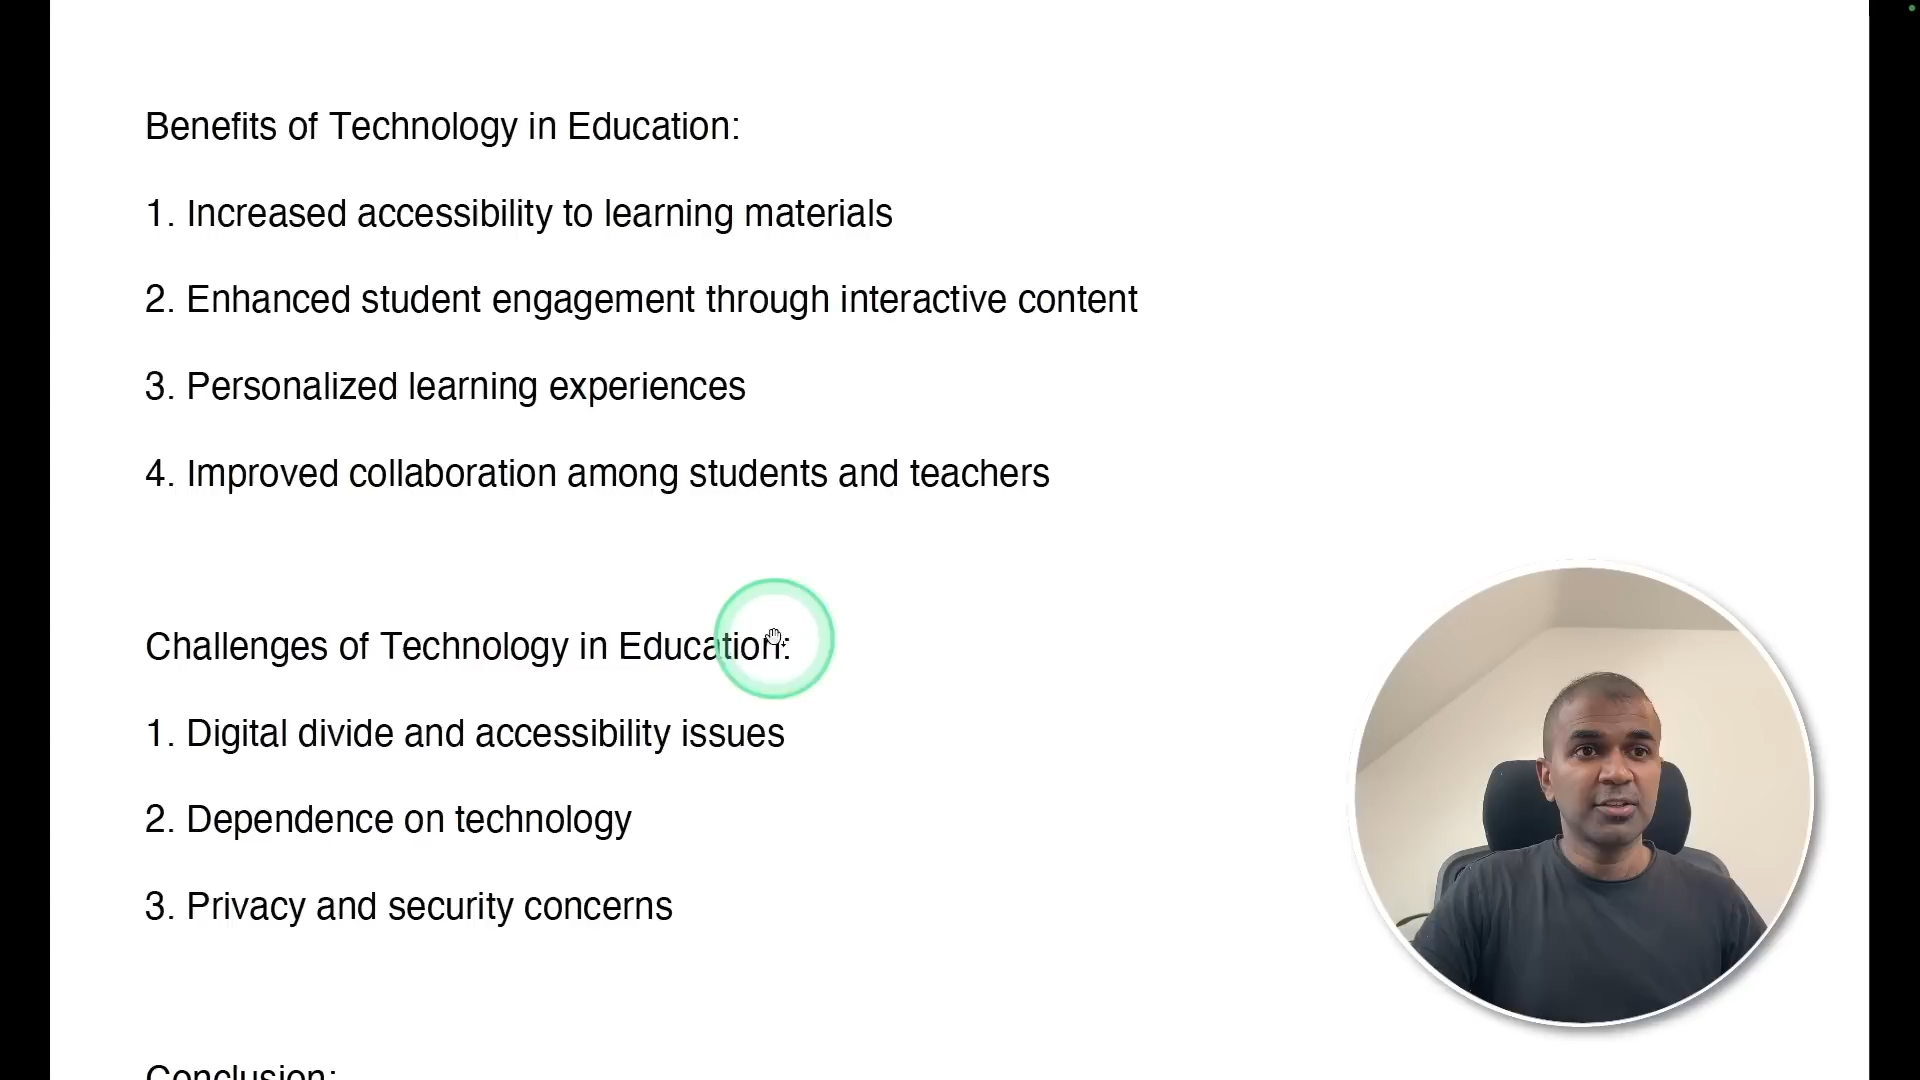 Benefits of Technology in Education:
1. Increased accessibility to learning materials
2. Enhanced student engagement through interactive content
3. Personalized learning experiences
4. Improved collaboration among students and teachers
Challenges of Technology in Education:
1. Digital divide and accessibility issues
2. Dependence on technology
3. Privacy and security concerns
Conclusion: